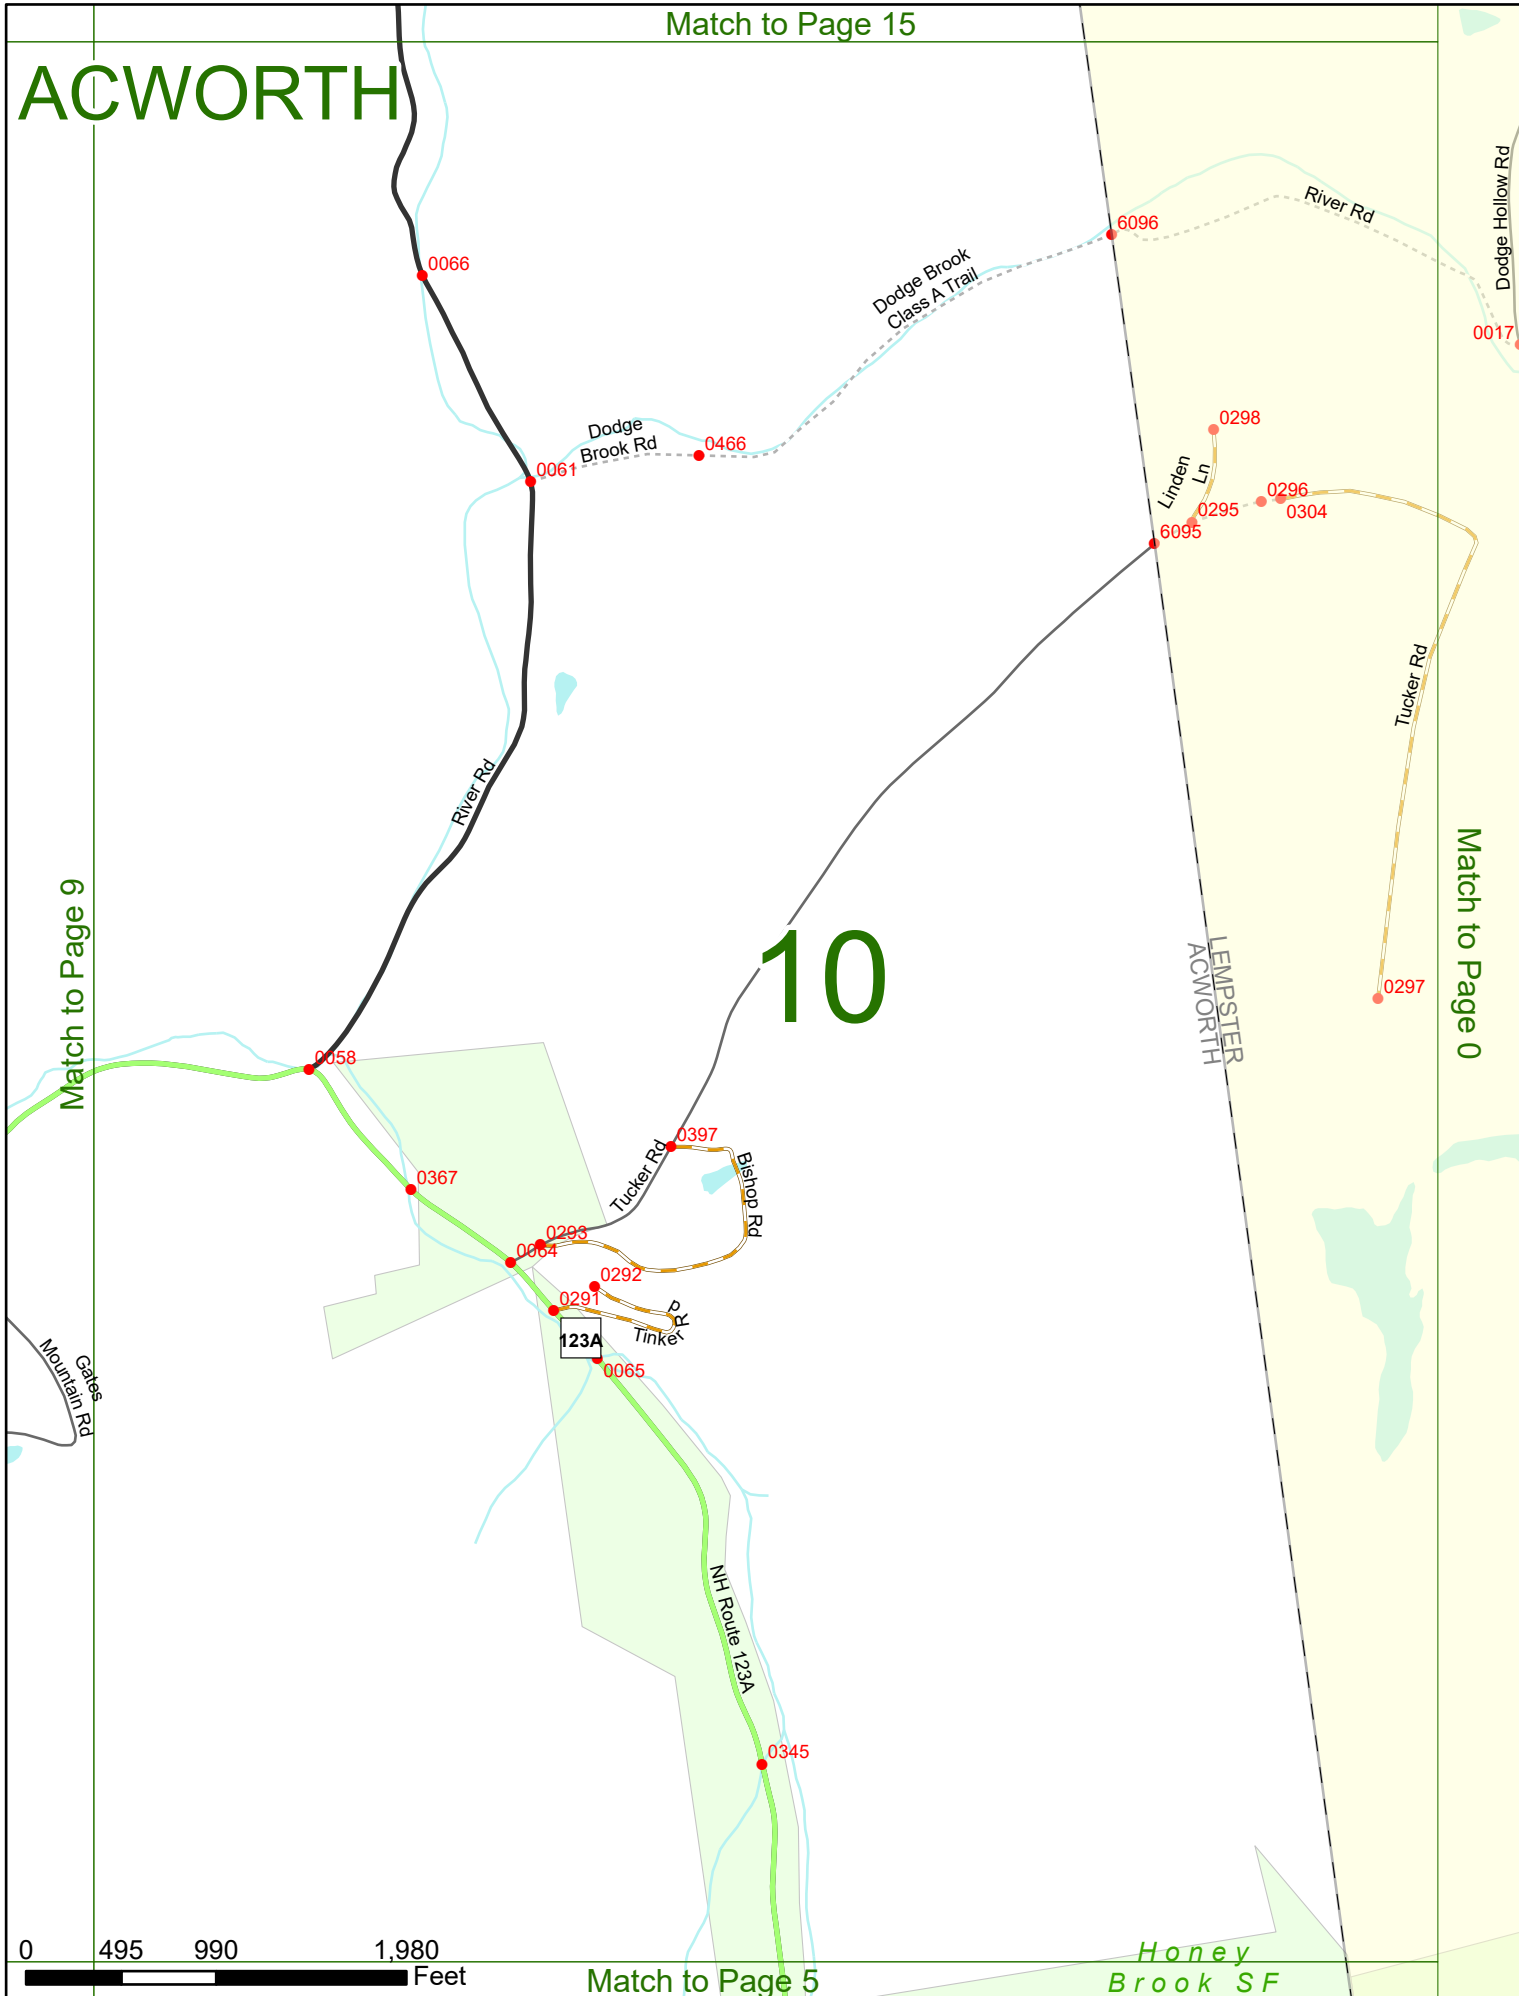 Match to Page 15
ACWORTH
Dodge Hollow Rd
River Rd
6096
0066
Dodge Brook
Class A Trail
0017
0298
Dodge
Brook Rd
0466
0061
Linden
Ln
0296
0295
0304
6095
Tucker Rd
River Rd
Match to Page 9
10
Match to Page 0
LEMPSTER
ACWORTH
0297
0058
0397
Tucker Rd
Bishop Rd
0367
0293
0064
0292
0291
Tinker Rd
123A
0065
Gates
Mountain Rd
NH Route 123A
0345
0 495 990 1,980
Feet
Match to Page 5
Honey
Brook SF